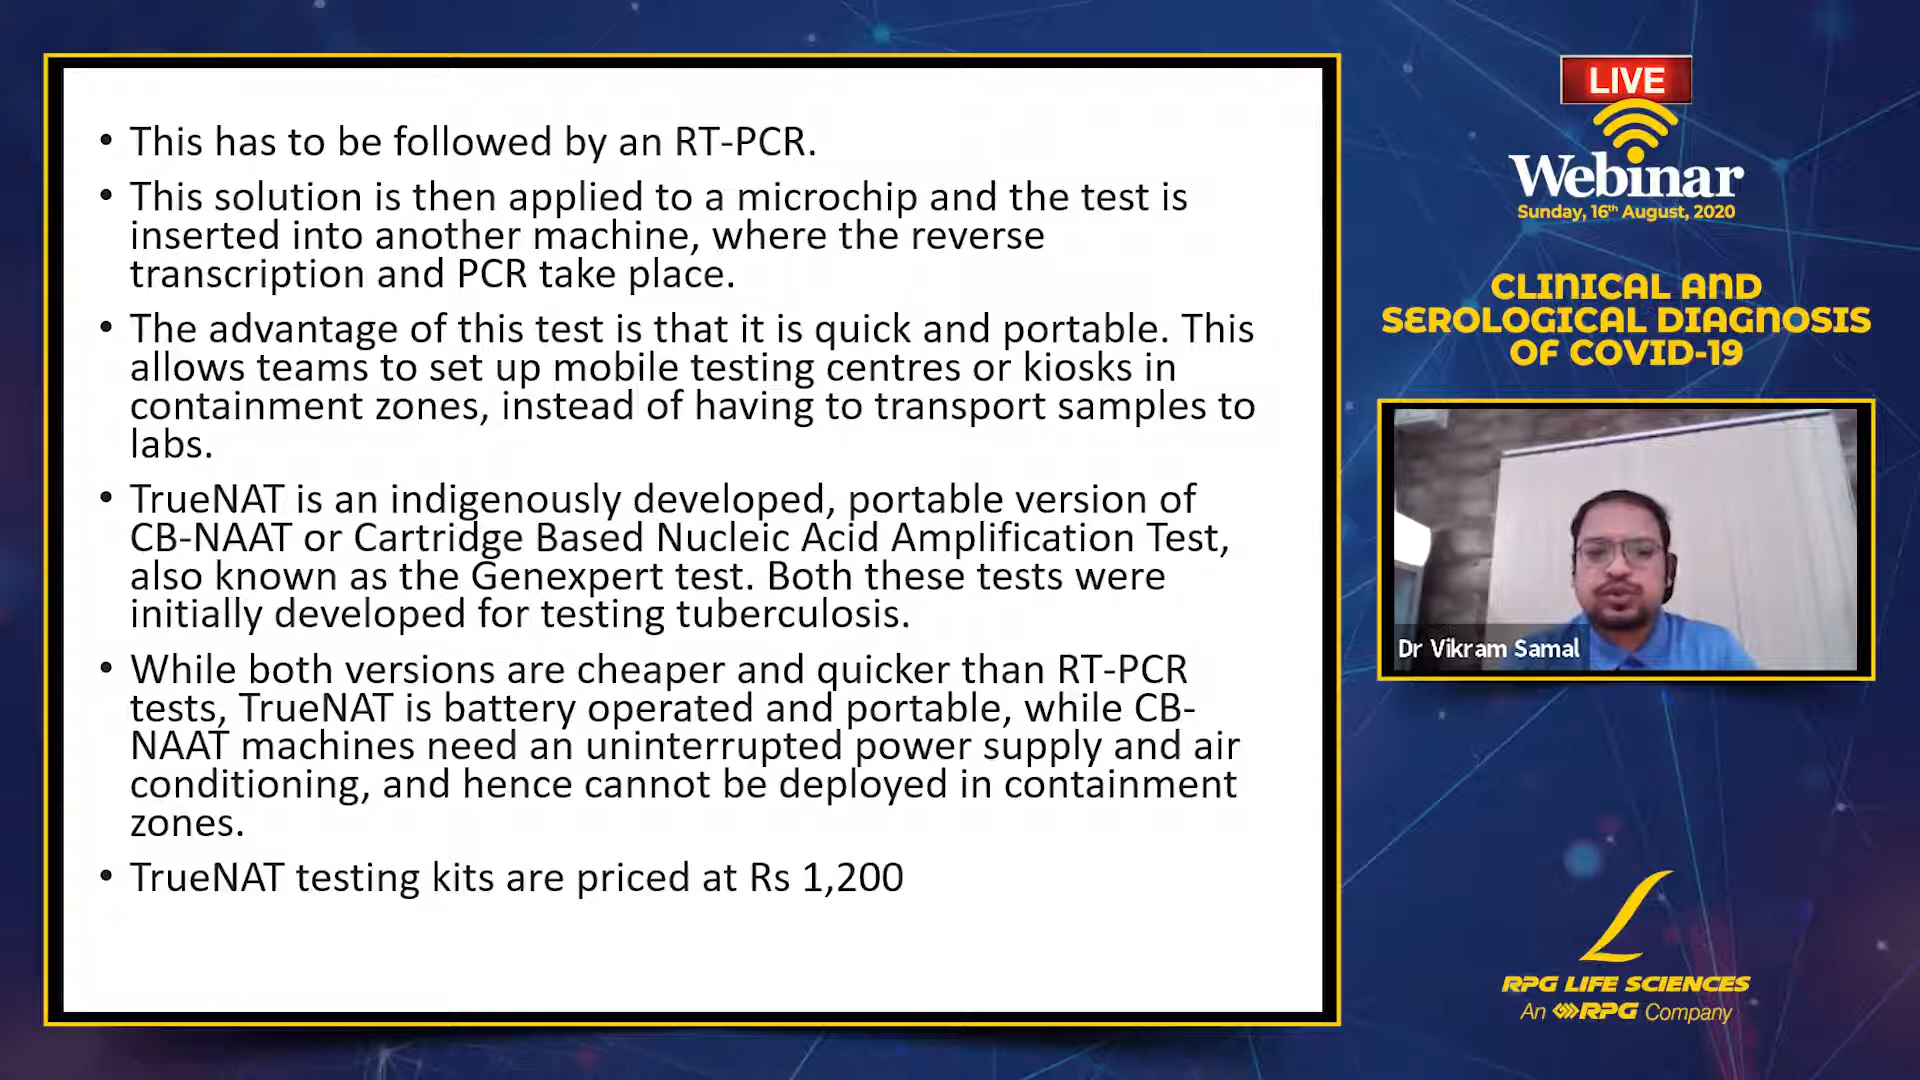 • This has to be followed by an RT-PCR.
• This solution is then applied to a microchip and the test is
inserted into another machine, where the reverse
transcription and PCR take place.
• The advantage of this test is that it is quick and portable. This
allows teams to set up mobile testing centres or kiosks in
containment zones, instead of having to transport samples to
labs.
• TrueNAT is an indigenously developed, portable version of
CB-NAAT or Cartridge Based Nucleic Acid Amplification Test,
also known as the Genexpert test. Both these tests were
initially developed for testing tuberculosis.
• While both versions are cheaper and quicker than RT-PCR
tests, TrueNAT is battery operated and portable, while CB-
NAAT machines need an uninterrupted power supply and air
conditioning, and hence cannot be deployed in containment
zones.
• TrueNAT testing kits are priced at Rs 1,200
LIVE
Webinar
Sunday, 16th August, 2020
CLINICAL AND
SEROLOGICAL DIAGNOSIS
OF COVID-19
Dr Vikram Samal
RPG LIFE SCIENCES
An RPG Company